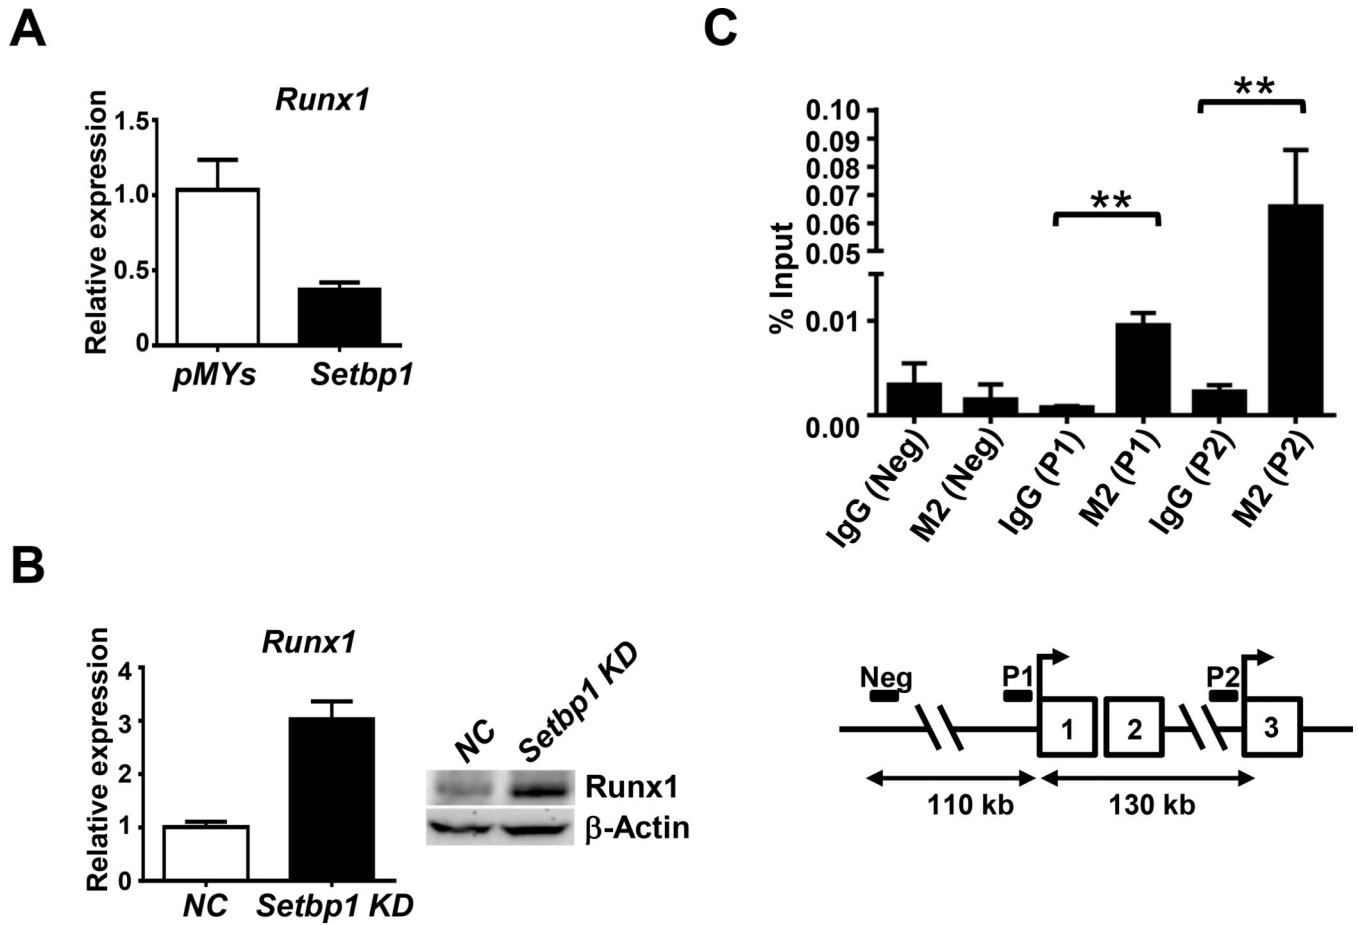 A
Runx1
Relative expression
1.5
1.0
0.5
0
pMYs Setbp1
B
Runx1
Relative expression
4
3
2
1
0
NC Setbp1 KD
NC Setbp1 KD
Runx1
β-Actin
C
% Input
0.10
0.09
0.08
0.07
0.06
0.05
0.01
0.00
**
**
IgG (Neg)
M2 (Neg)
IgG (P1)
M2 (P1)
IgG (P2)
M2 (P2)
Neg P1 P2
1 2 3
110 kb 130 kb